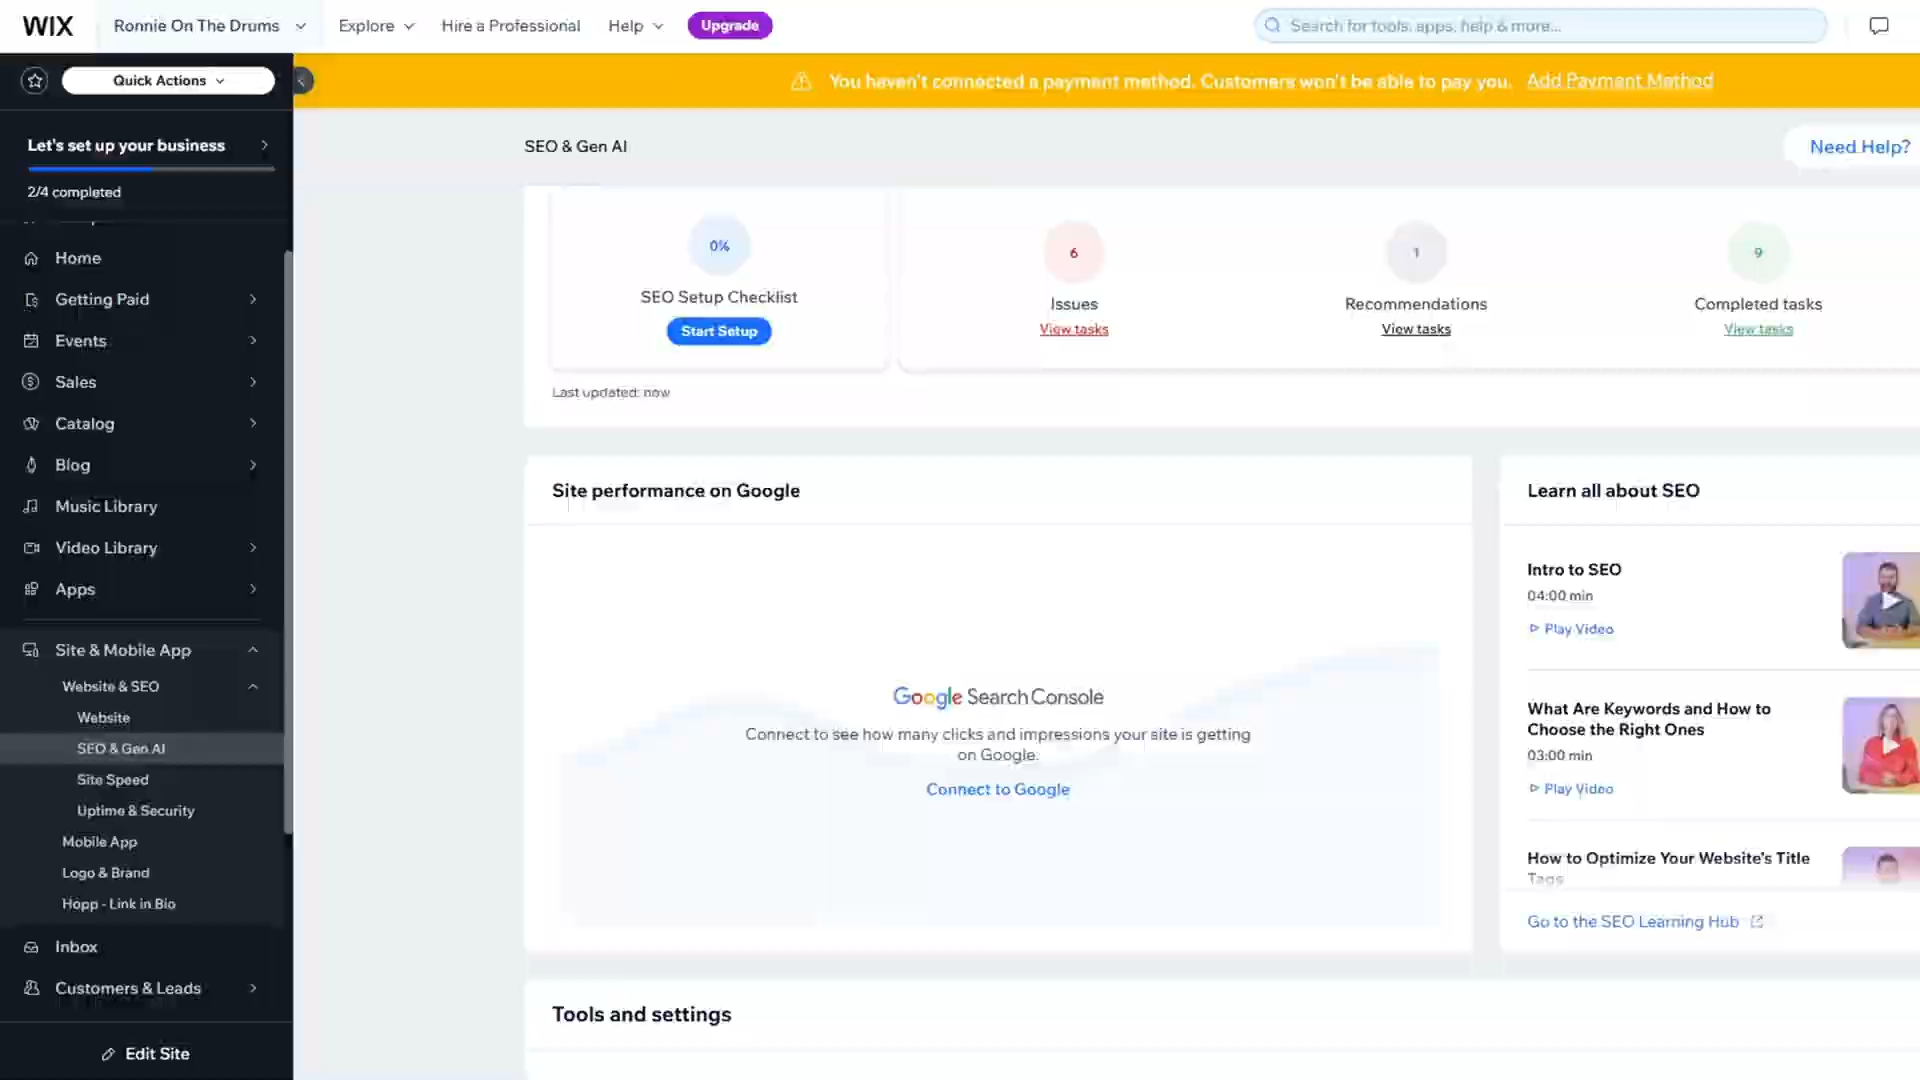 WIX
Ronnie On The Drums
Explore
Hire a Professional
Help
Upgrade
Search for tools, apps, help & more...
Quick Actions
You haven't connected a payment method. Customers won't be able to pay you. Add Payment Method
Let's set up your business
2/4 completed
Home
Getting Paid
Events
Sales
Catalog
Blog
Music Library
Video Library
Apps
Site & Mobile App
Website & SEO
Website
SEO & Gen AI
Site Speed
Uptime & Security
Mobile App
Logo & Brand
Hopp - Link in Bio
Inbox
Customers & Leads
Edit Site
SEO & Gen AI
Need Help?
0%
SEO Setup Checklist
Start Setup
6
Issues
View tasks
1
Recommendations
View tasks
9
Completed tasks
View tasks
Last updated: now
Site performance on Google
Google Search Console
Connect to see how many clicks and impressions your site is getting
on Google.
Connect to Google
Learn all about SEO
Intro to SEO
04:00 min
Play Video
What Are Keywords and How to
Choose the Right Ones
03:00 min
Play Video
How to Optimize Your Website's Title
Tags
Go to the SEO Learning Hub
Tools and settings